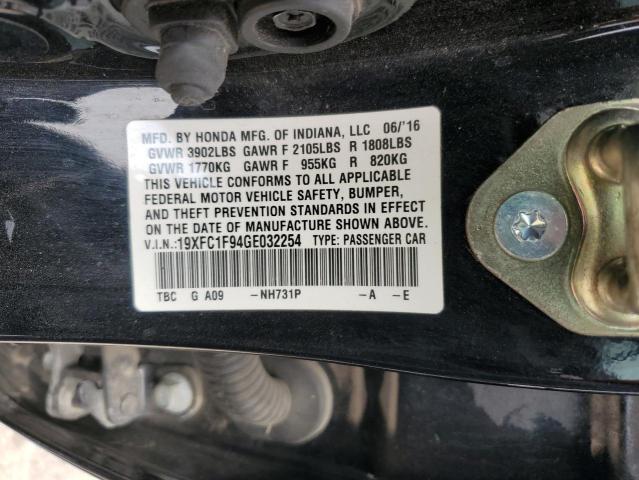 MFD. BY HONDA MFG. OF INDIANA, LLC 06/'16
GVWR 3902LBS GAWR F 2105LBS R 1808LBS
GVWR 1770KG GAWR F 955KG R 820KG
THIS VEHICLE CONFORMS TO ALL APPLICABLE
FEDERAL MOTOR VEHICLE SAFETY, BUMPER,
AND THEFT PREVENTION STANDARDS IN EFFECT
ON THE DATE OF MANUFACTURE SHOWN ABOVE.
V.I.N.:19XFC1F94GE032254 TYPE: PASSENGER CAR
TBC G A09 -NH731P -A -E